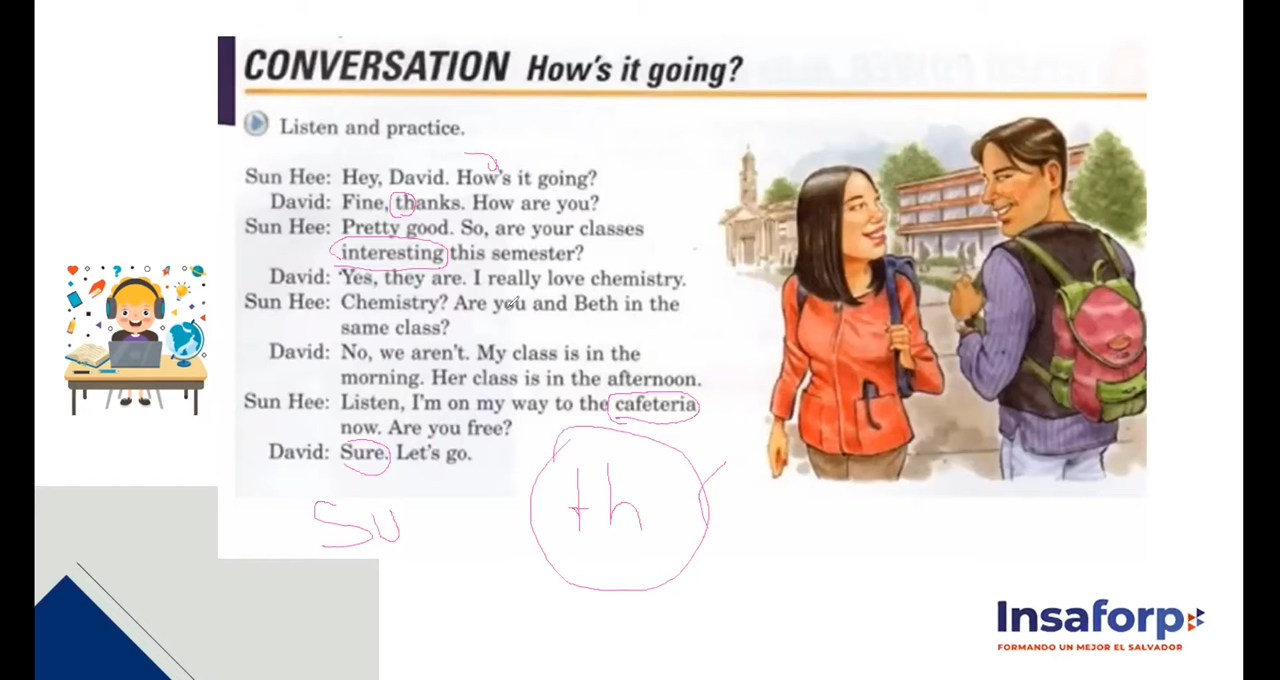 CONVERSATION How's it going?
Listen and practice.
Sun Hee: Hey, David. How's it going?
David: Fine, thanks. How are you?
Sun Hee: Pretty good. So, are your classes
interesting this semester?
David: Yes, they are. I really love chemistry.
Sun Hee: Chemistry? Are you and Beth in the
same class?
David: No, we aren't. My class is in the
morning. Her class is in the afternoon.
Sun Hee: Listen, I'm on my way to the cafeteria
now. Are you free?
David: Sure. Let's go.
Su
th
Insaforp
FORMANDO UN MEJOR EL SALVADOR